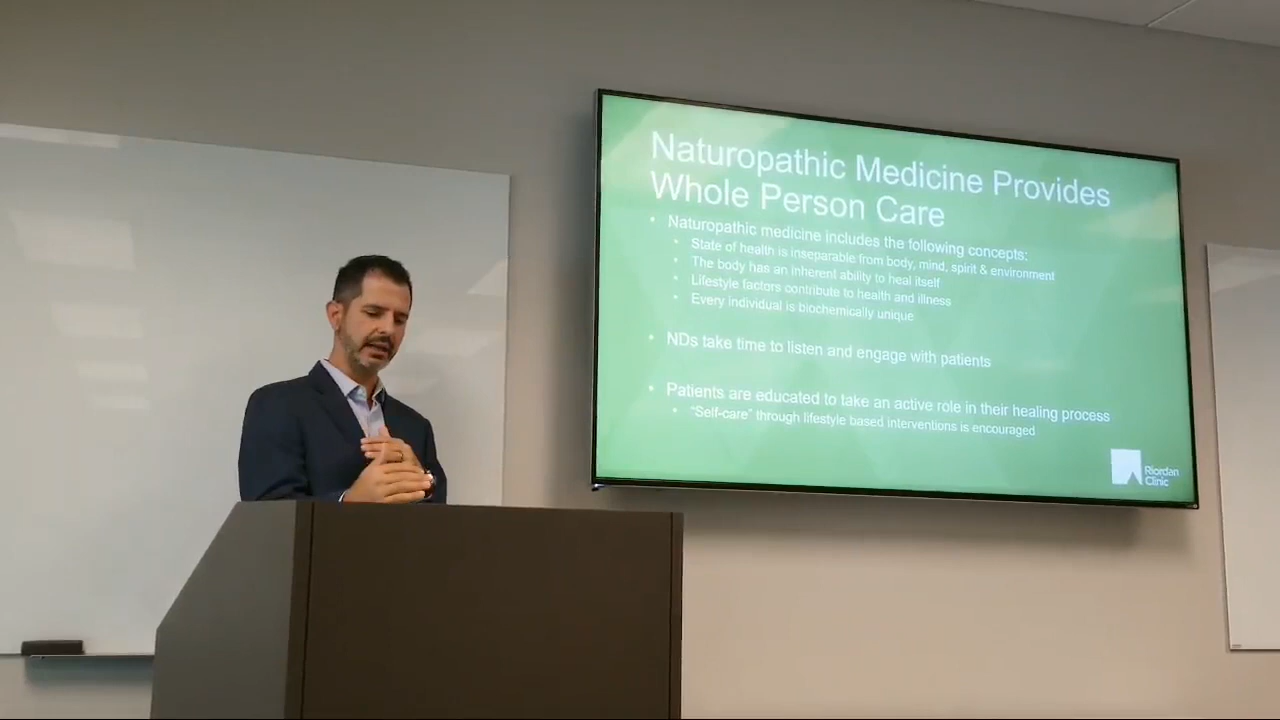 Naturopathic Medicine Provides
Whole Person Care
• Naturopathic medicine includes the following concepts:
• State of health is inseparable from body, mind, spirit & environment
• The body has an inherent ability to heal itself
• Lifestyle factors contribute to health and illness
• Every individual is biochemically unique
• NDs take time to listen and engage with patients
• Patients are educated to take an active role in their healing process
• "Self-care" through lifestyle based interventions is encouraged
Riordan
Clinic